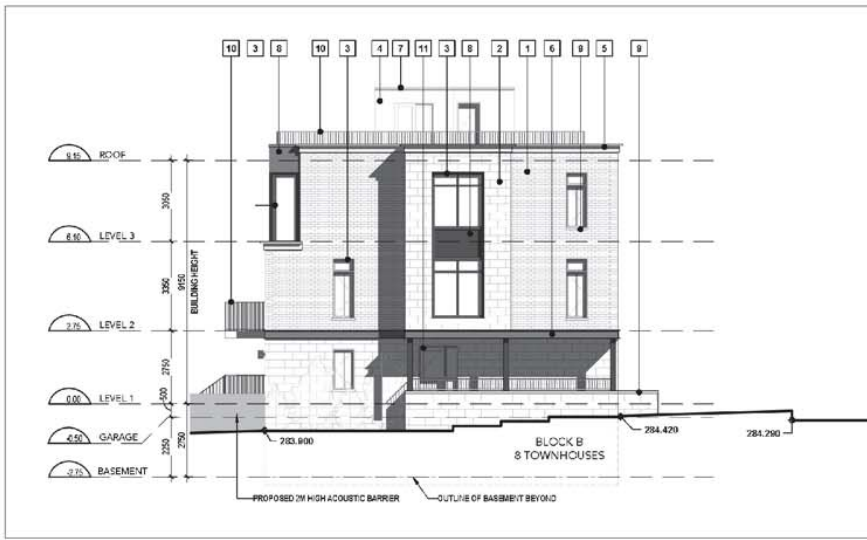 10 3 8 10 3 4 7 11 3 8 2 1 6 9 5 9
9.15 ROOF
3350
6.10 LEVEL 3
3350
9150
BUILDING HEIGHT
2.75 LEVEL 2
2750
0.00 LEVEL 1
500
-0.50 GARAGE
2250
2750
-2.75 BASEMENT
283.900
BLOCK B
8 TOWNHOUSES
284.420
284.290
PROPOSED 2M HIGH ACOUSTIC BARRIER
OUTLINE OF BASEMENT BEYOND